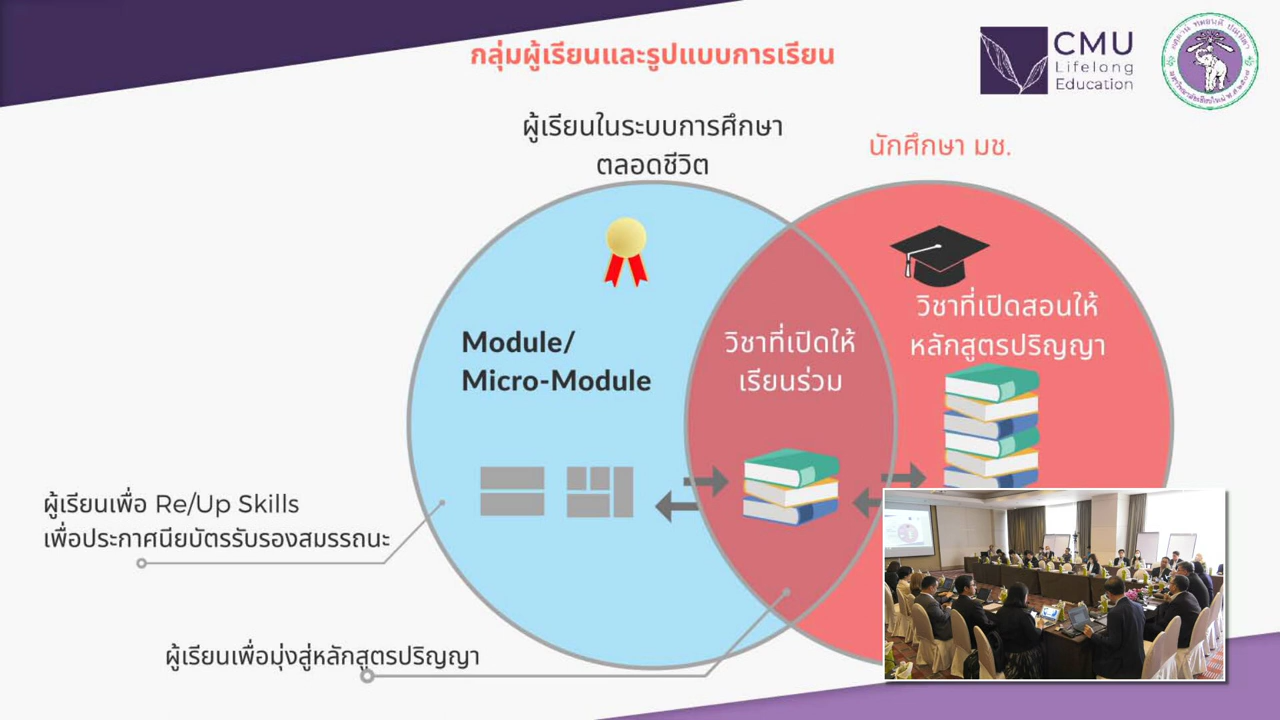 กลุ่มผู้เรียนและรูปแบบการเรียน
CMU
Lifelong
Education
ผู้เรียนในระบบการศึกษา
ตลอดชีวิต
นักศึกษา มช.
วิชาที่เปิดสอนให้
หลักสูตรปริญญา
Module/
Micro-Module
วิชาที่เปิดให้
เรียนร่วม
ผู้เรียนเพื่อ Re/Up Skills
เพื่อประกาศนียบัตรรับรองสมรรถนะ
ผู้เรียนเพื่อมุ่งสู่หลักสูตรปริญญา